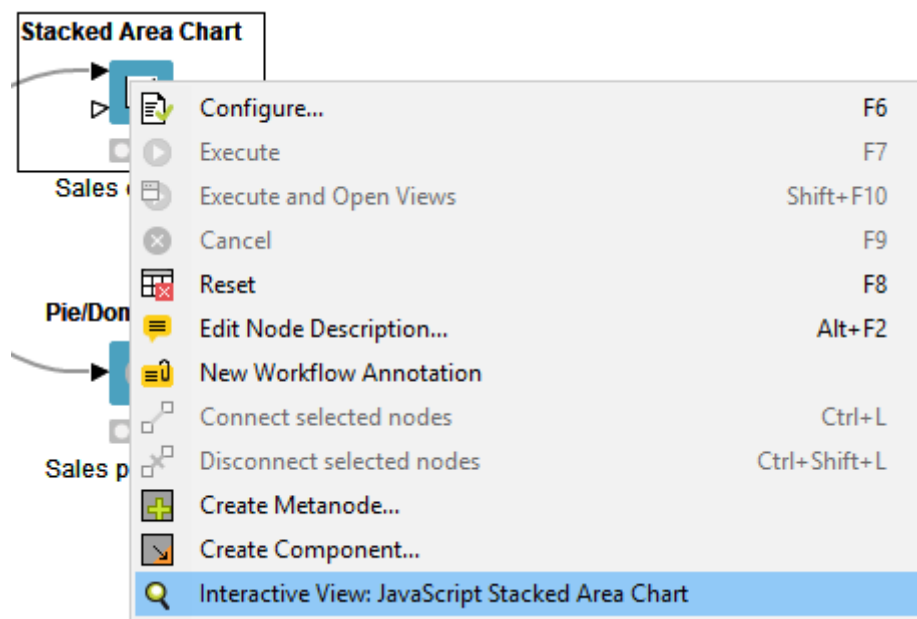 Stacked Area Chart
Configure... F6
Execute F7
Sales
Execute and Open Views Shift+F10
Cancel F9
Reset F8
Edit Node Description... Alt+F2
New Workflow Annotation
Connect selected nodes Ctrl+L
Disconnect selected nodes Ctrl+Shift+L
Create Metanode...
Create Component...
Interactive View: JavaScript Stacked Area Chart
Pie/Don
Sales p